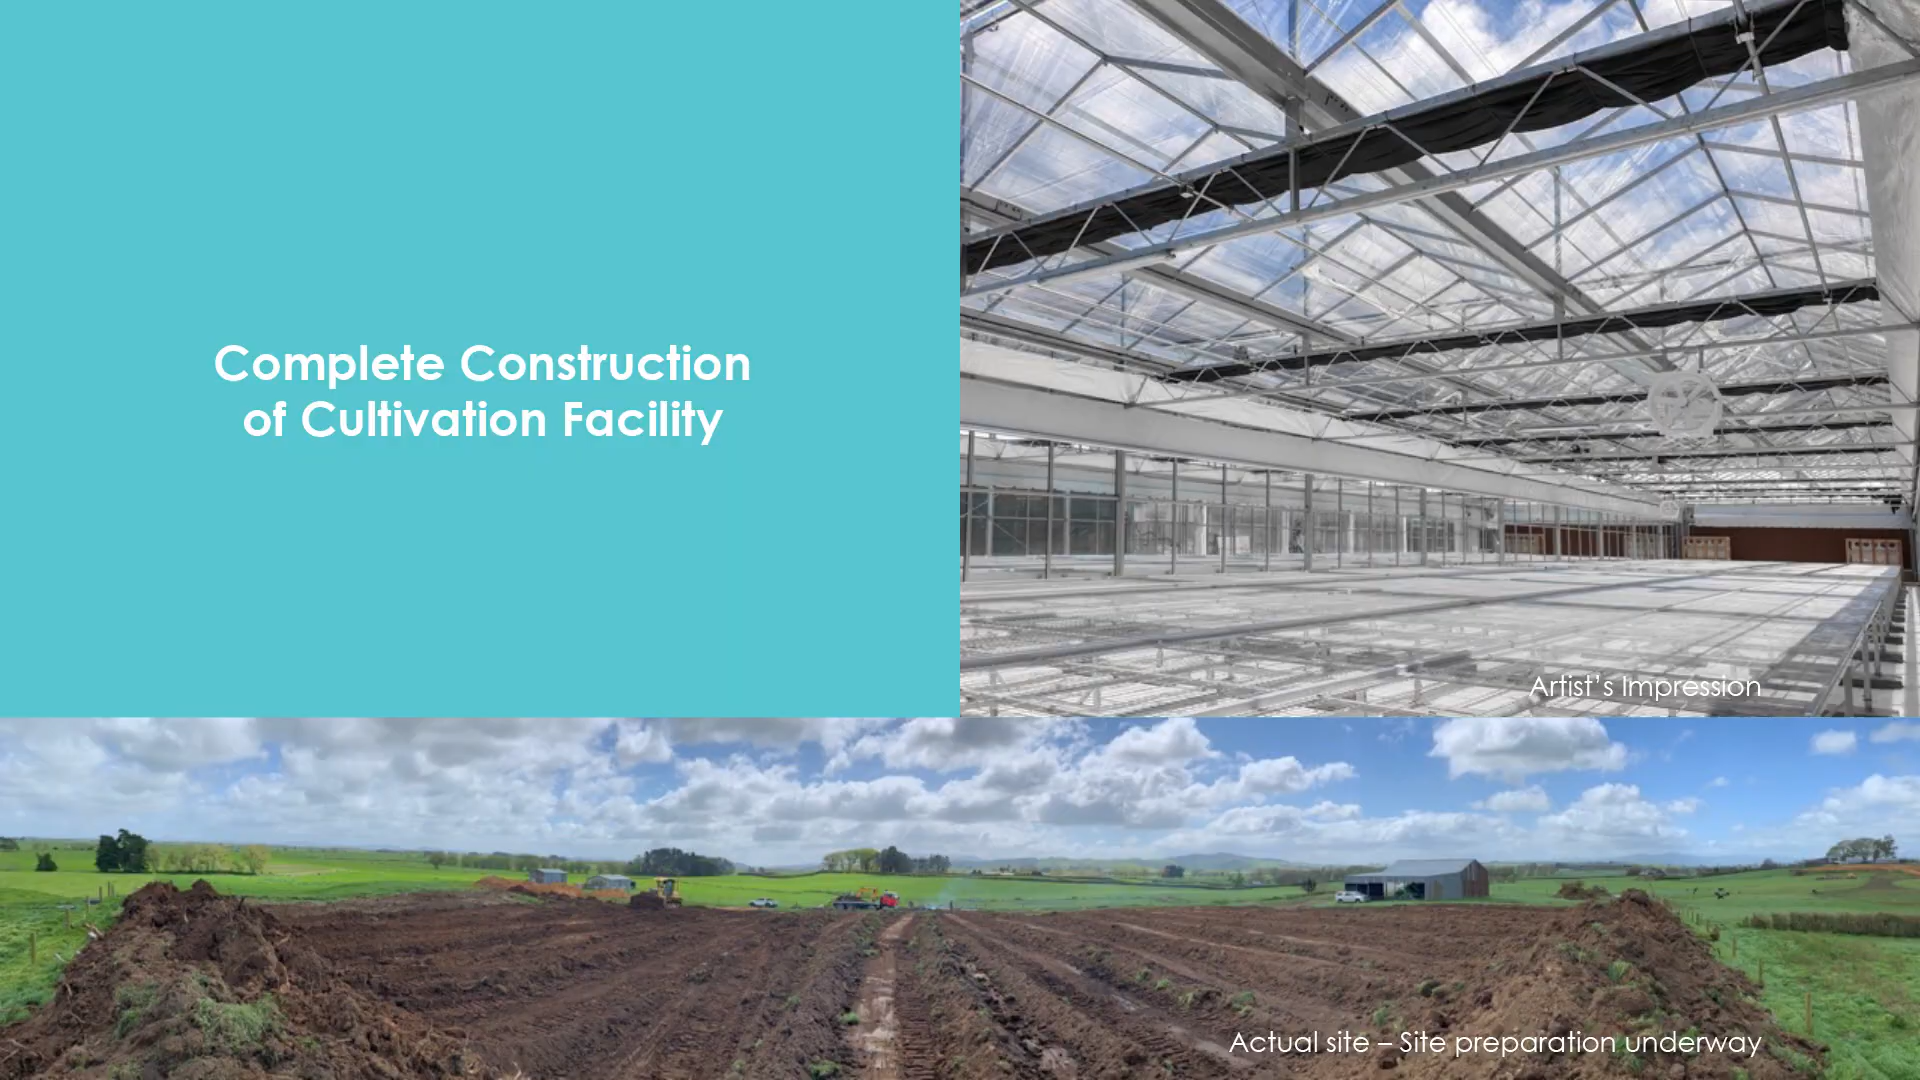 Complete Construction
of Cultivation Facility
Artist’s Impression
Actual site – Site preparation underway